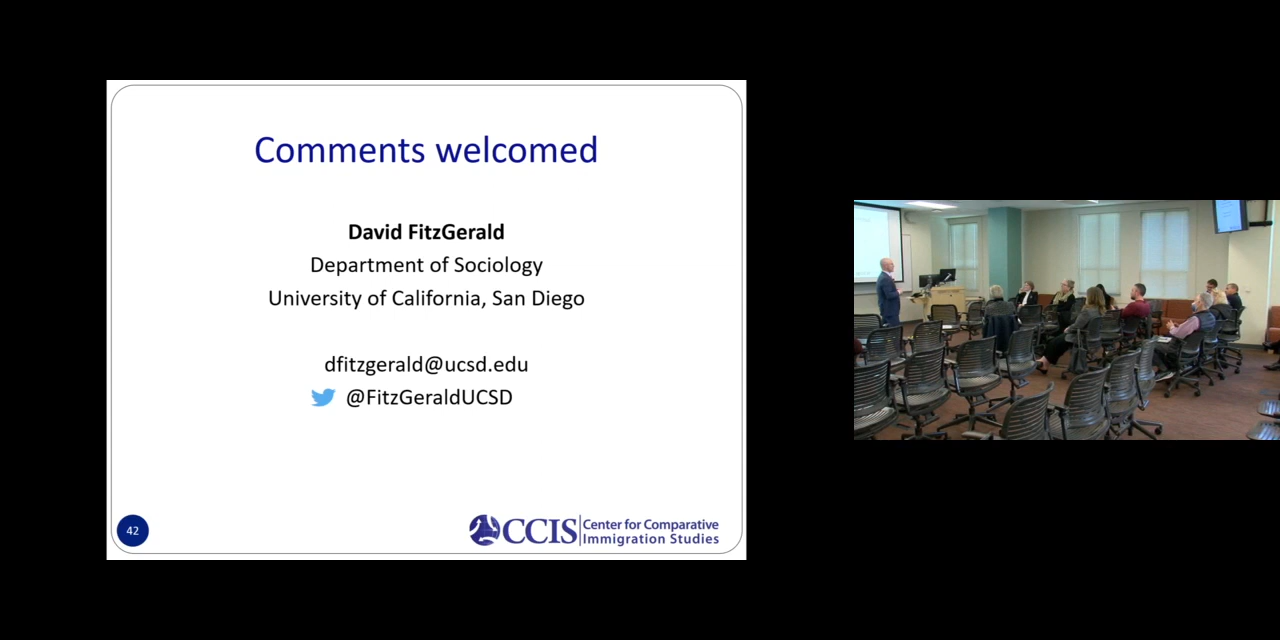 Comments welcomed
David FitzGerald
Department of Sociology
University of California, San Diego
dfitzgerald@ucsd.edu
@FitzGeraldUCSD
42
CCIS
Center for Comparative
Immigration Studies